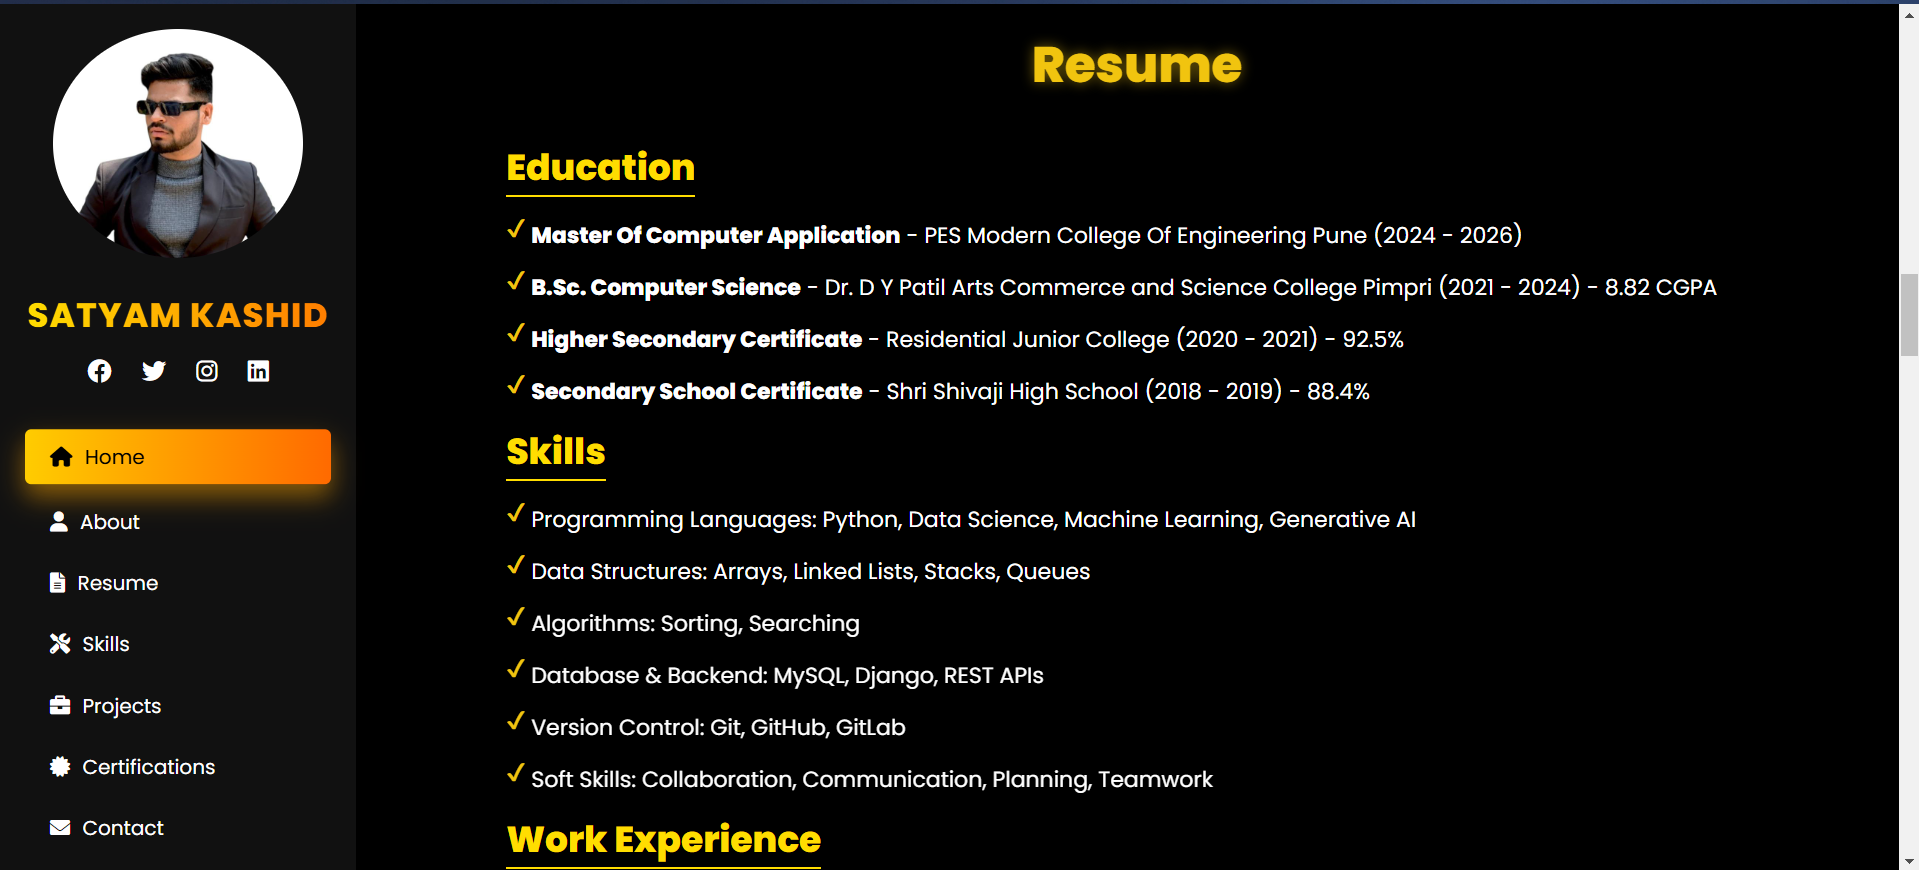 SATYAM KASHID
Home
About
Resume
Skills
Projects
Certifications
Contact
Resume
Education
✓ Master Of Computer Application - PES Modern College Of Engineering Pune (2024 - 2026)
✓ B.Sc. Computer Science - Dr. D Y Patil Arts Commerce and Science College Pimpri (2021 - 2024) - 8.82 CGPA
✓ Higher Secondary Certificate - Residential Junior College (2020 - 2021) - 92.5%
✓ Secondary School Certificate - Shri Shivaji High School (2018 - 2019) - 88.4%
Skills
✓ Programming Languages: Python, Data Science, Machine Learning, Generative AI
✓ Data Structures: Arrays, Linked Lists, Stacks, Queues
✓ Algorithms: Sorting, Searching
✓ Database & Backend: MySQL, Django, REST APIs
✓ Version Control: Git, GitHub, GitLab
✓ Soft Skills: Collaboration, Communication, Planning, Teamwork
Work Experience